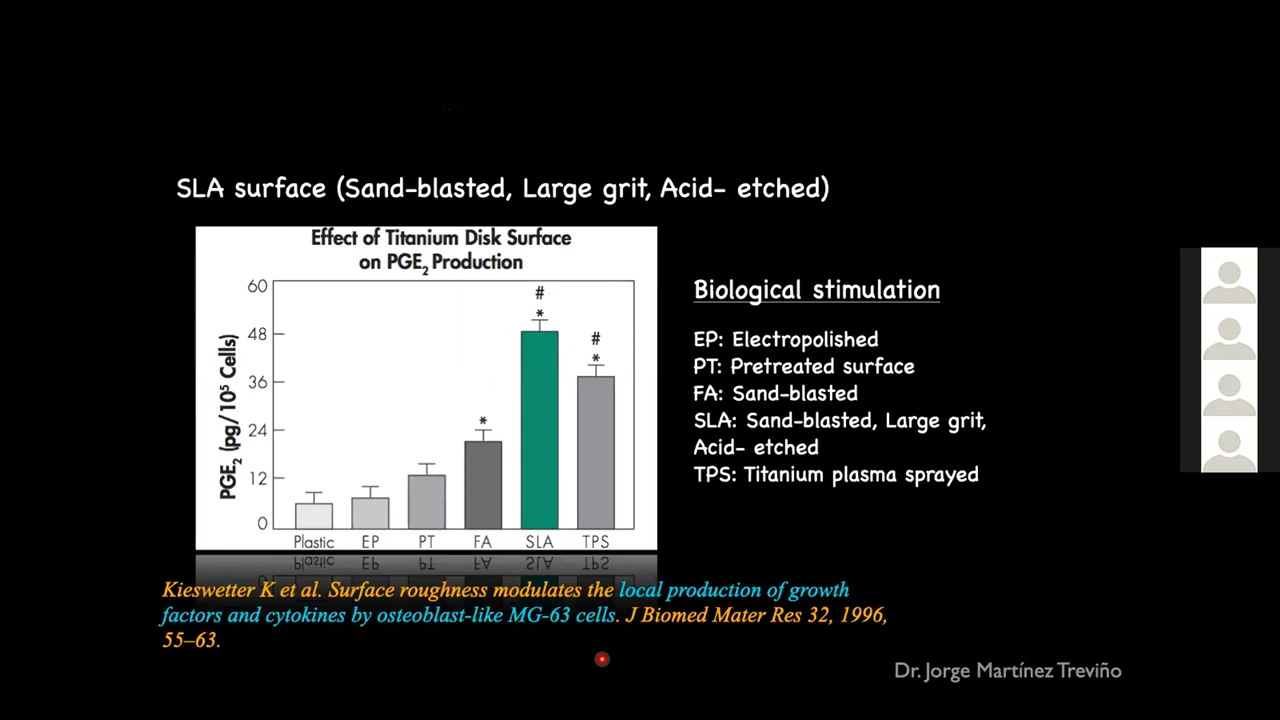 SLA surface (Sand-blasted, Large grit, Acid- etched)
Effect of Titanium Disk Surface
on PGE₂ Production
PGE₂ (pg/10⁵ Cells)
60
48
36
24
12
0
#
*
#
*
*
Plastic EP PT FA SLA TPS
Biological stimulation
EP: Electropolished
PT: Pretreated surface
FA: Sand-blasted
SLA: Sand-blasted, Large grit,
Acid- etched
TPS: Titanium plasma sprayed
Kieswetter K et al. Surface roughness modulates the local production of growth
factors and cytokines by osteoblast-like MG-63 cells. J Biomed Mater Res 32, 1996,
55–63.
Dr. Jorge Martínez Treviño